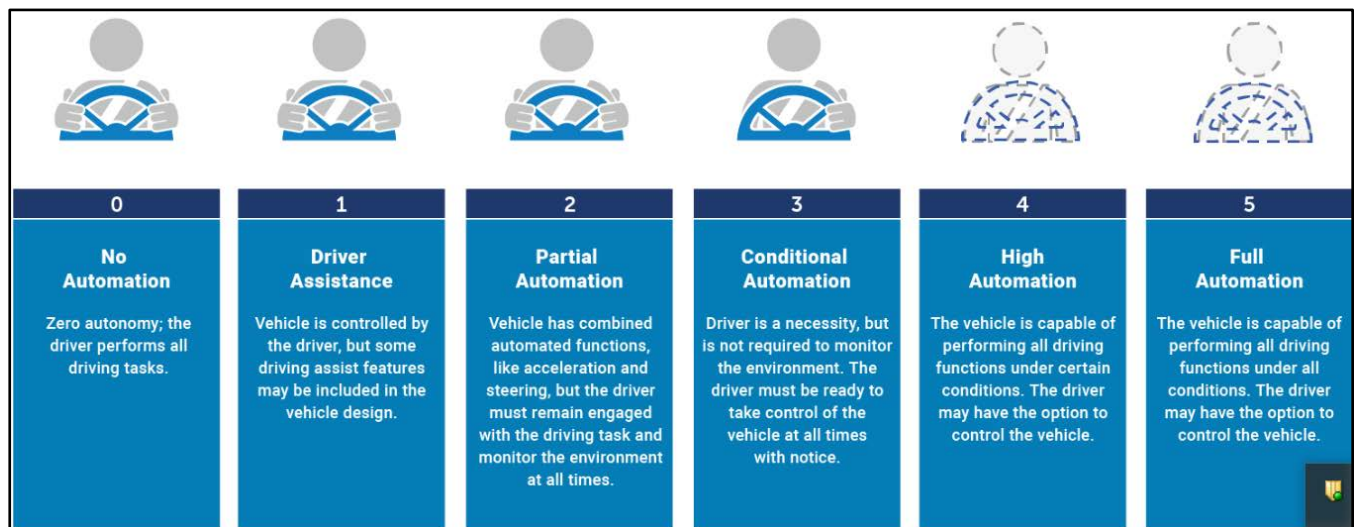 0
No
Automation
Zero autonomy; the
driver performs all
driving tasks.
1
Driver
Assistance
Vehicle is controlled by
the driver, but some
driving assist features
may be included in the
vehicle design.
2
Partial
Automation
Vehicle has combined
automated functions,
like acceleration and
steering, but the driver
must remain engaged
with the driving task and
monitor the environment
at all times.
3
Conditional
Automation
Driver is a necessity, but
is not required to monitor
the environment. The
driver must be ready to
take control of the
vehicle at all times
with notice.
4
High
Automation
The vehicle is capable of
performing all driving
functions under certain
conditions. The driver
may have the option to
control the vehicle.
5
Full
Automation
The vehicle is capable of
performing all driving
functions under all
conditions. The driver
may have the option to
control the vehicle.